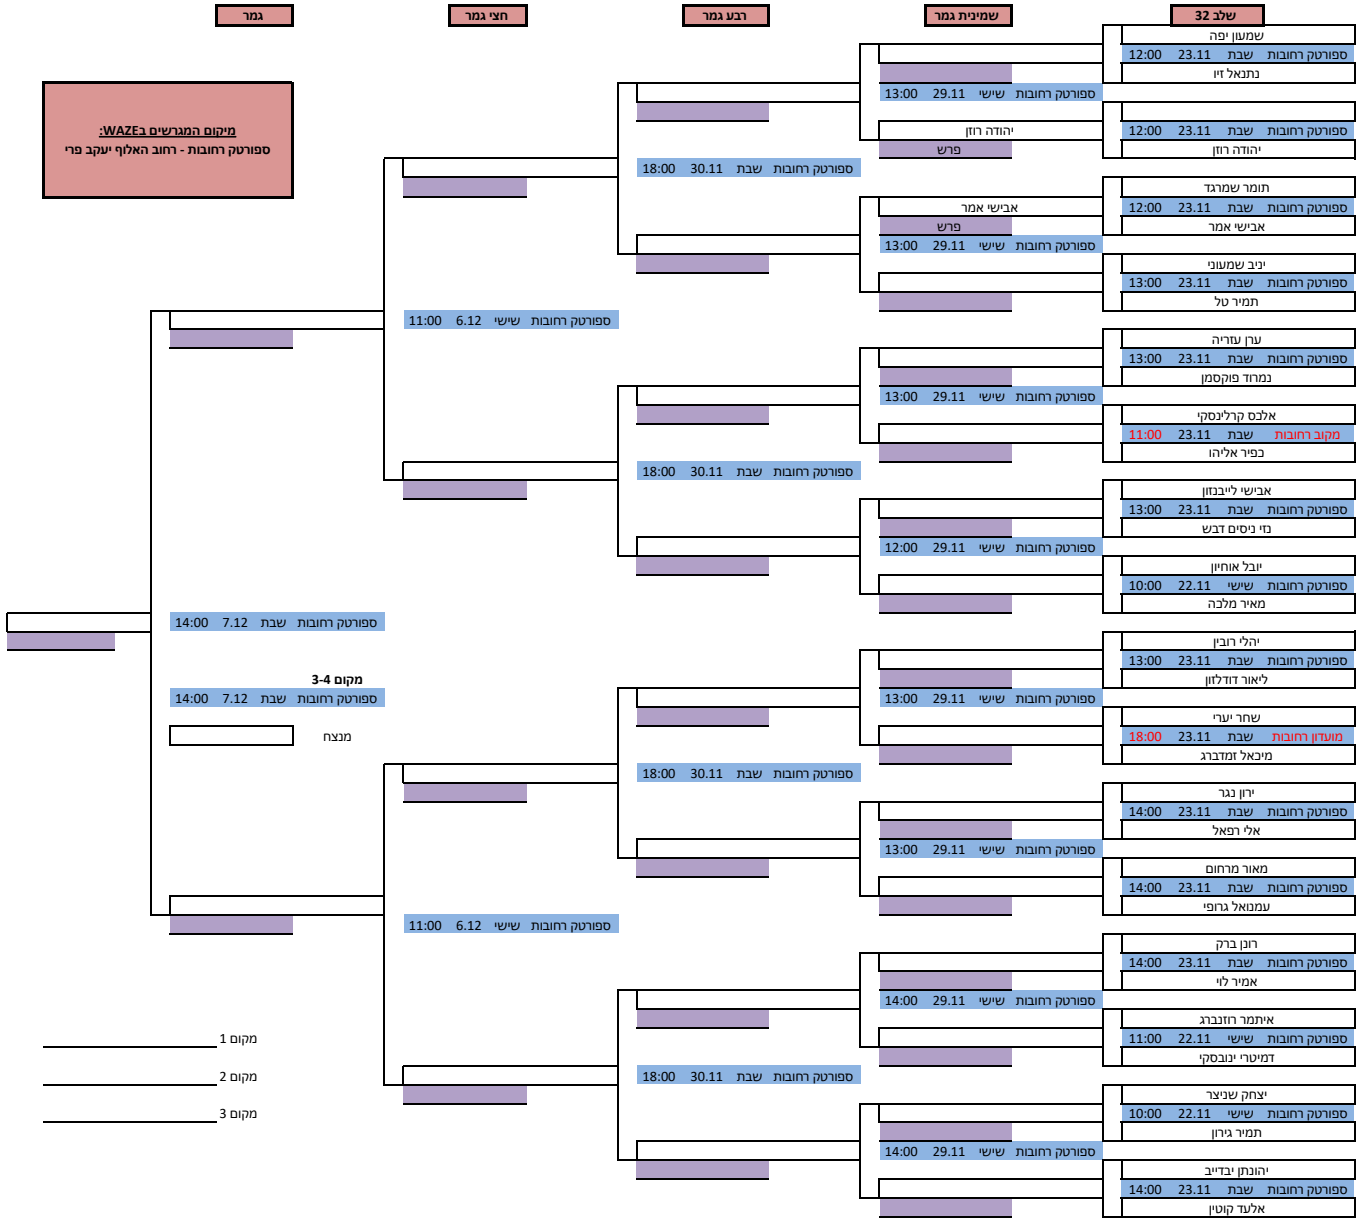 שלב 32
שמינית גמר
רבע גמר
חצי גמר
גמר
מיקום המגרשים בWAZE:
ספורטק רחובות - רחוב האלוף יעקב פרי
שמעון יפה
ספורטק רחובות שבת 23.11 12:00
נתנאל זיו
ספורטק רחובות שבת 23.11 12:00
יהודה רוזן
תומר שמרגד
ספורטק רחובות שבת 23.11 12:00
אבישי אמר
יניב שמעוני
ספורטק רחובות שבת 23.11 13:00
תמיר טל
ערן עזריה
ספורטק רחובות שבת 23.11 13:00
נמרוד פוקסמן
אלכס קרלינסקי
מקוב רחובות שבת 23.11 11:00
כפיר אליהו
אבישי לייבנזון
ספורטק רחובות שבת 23.11 13:00
נזי ניסים דבש
יובל אוחיון
ספורטק רחובות שישי 22.11 10:00
מאיר מלכה
יהלי רובין
ספורטק רחובות שבת 23.11 13:00
ליאור דודלזון
שחר יערי
מועדון רחובות שבת 23.11 18:00
מיכאל זמדברג
ירון נגר
ספורטק רחובות שבת 23.11 14:00
אלי רפאל
מאור מרחום
ספורטק רחובות שבת 23.11 14:00
עמנואל גרופי
רונן ברק
ספורטק רחובות שבת 23.11 14:00
אמיר לוי
איתמר רוזנברג
ספורטק רחובות שישי 22.11 11:00
דמיטרי ינובסקי
יצחק שניצר
ספורטק רחובות שישי 22.11 10:00
תמיר גירון
יהונתן יבדייב
ספורטק רחובות שבת 23.11 14:00
אלעד קוטין
ספורטק רחובות שישי 29.11 13:00
יהודה רוזן
פרש
אבישי אמר
פרש
ספורטק רחובות שישי 29.11 13:00
ספורטק רחובות שישי 29.11 13:00
ספורטק רחובות שישי 29.11 12:00
ספורטק רחובות שישי 29.11 13:00
ספורטק רחובות שישי 29.11 13:00
ספורטק רחובות שישי 29.11 14:00
ספורטק רחובות שישי 29.11 14:00
ספורטק רחובות שבת 30.11 18:00
ספורטק רחובות שבת 30.11 18:00
ספורטק רחובות שבת 30.11 18:00
ספורטק רחובות שבת 30.11 18:00
ספורטק רחובות שישי 6.12 11:00
ספורטק רחובות שישי 6.12 11:00
ספורטק רחובות שבת 7.12 14:00
מקום 3-4
ספורטק רחובות שבת 7.12 14:00
מנצח
מקום 1
מקום 2
מקום 3